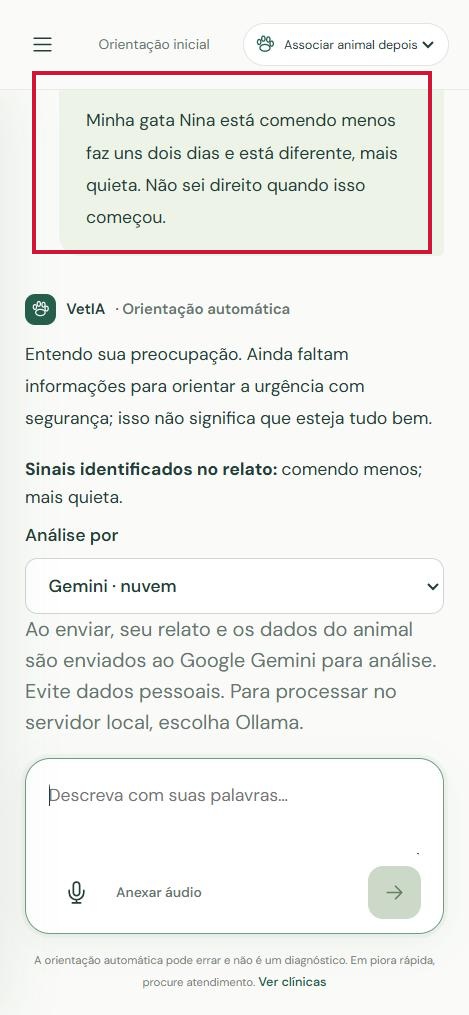 Orientação inicial
Associar animal depois
Minha gata Nina está comendo menos
faz uns dois dias e está diferente, mais
quieta. Não sei direito quando isso
começou.
VetIA · Orientação automática
Entendo sua preocupação. Ainda faltam
informações para orientar a urgência com
segurança; isso não significa que esteja tudo bem.
Sinais identificados no relato: comendo menos;
mais quieta.
Análise por
Gemini · nuvem
Ao enviar, seu relato e os dados do animal
são enviados ao Google Gemini para análise.
Evite dados pessoais. Para processar no
servidor local, escolha Ollama.
Descreva com suas palavras...
Anexar áudio
A orientação automática pode errar e não é um diagnóstico. Em piora rápida,
procure atendimento. Ver clínicas